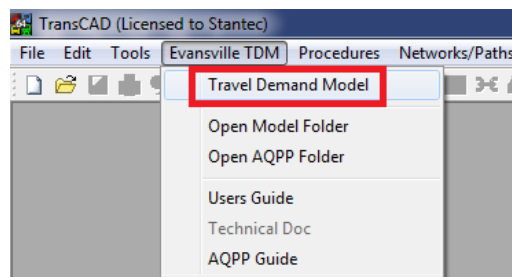 TransCAD (Licensed to Stantec)
File Edit Tools Evansville TDM Procedures Networks/Paths
Travel Demand Model
Open Model Folder
Open AQPP Folder
Users Guide
Technical Doc
AQPP Guide